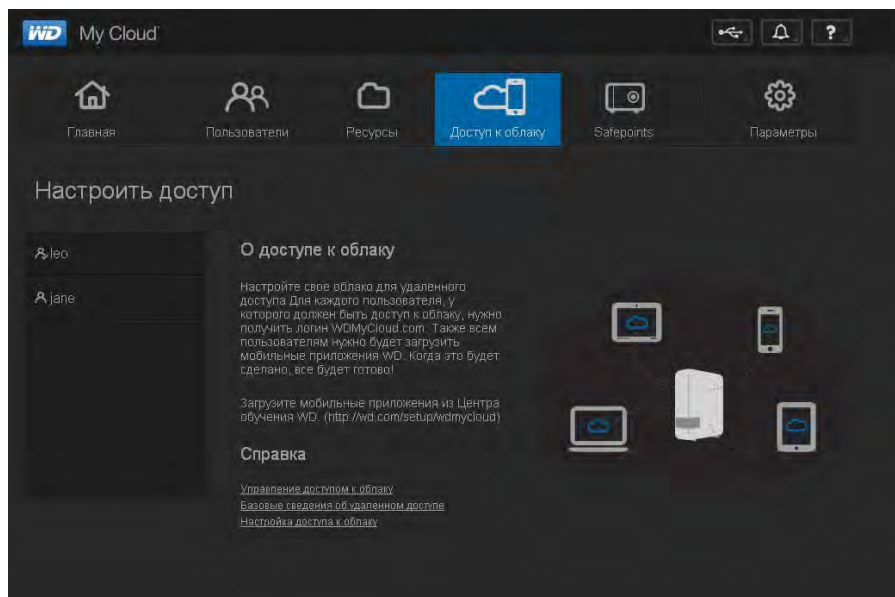 WD My Cloud
?
Главная Пользователи Ресурсы Доступ к облаку Safepoints Параметры
Настроить доступ
leo
jane
О доступе к облаку
Настройте свое облако для удаленного
доступа Для каждого пользователя, у
которого должен быть доступ к облаку, нужно
получить логин WDMyCloud.com. Также всем
пользователям нужно будет загрузить
мобильные приложения WD. Когда это будет
сделано, все будет готово!
Загрузите мобильные приложения из Центра
обучения WD. (http://wd.com/setup/wdmycloud)
Справка
Управление доступом к облаку
Базовые сведения об удаленном доступе
Настройка доступа к облаку